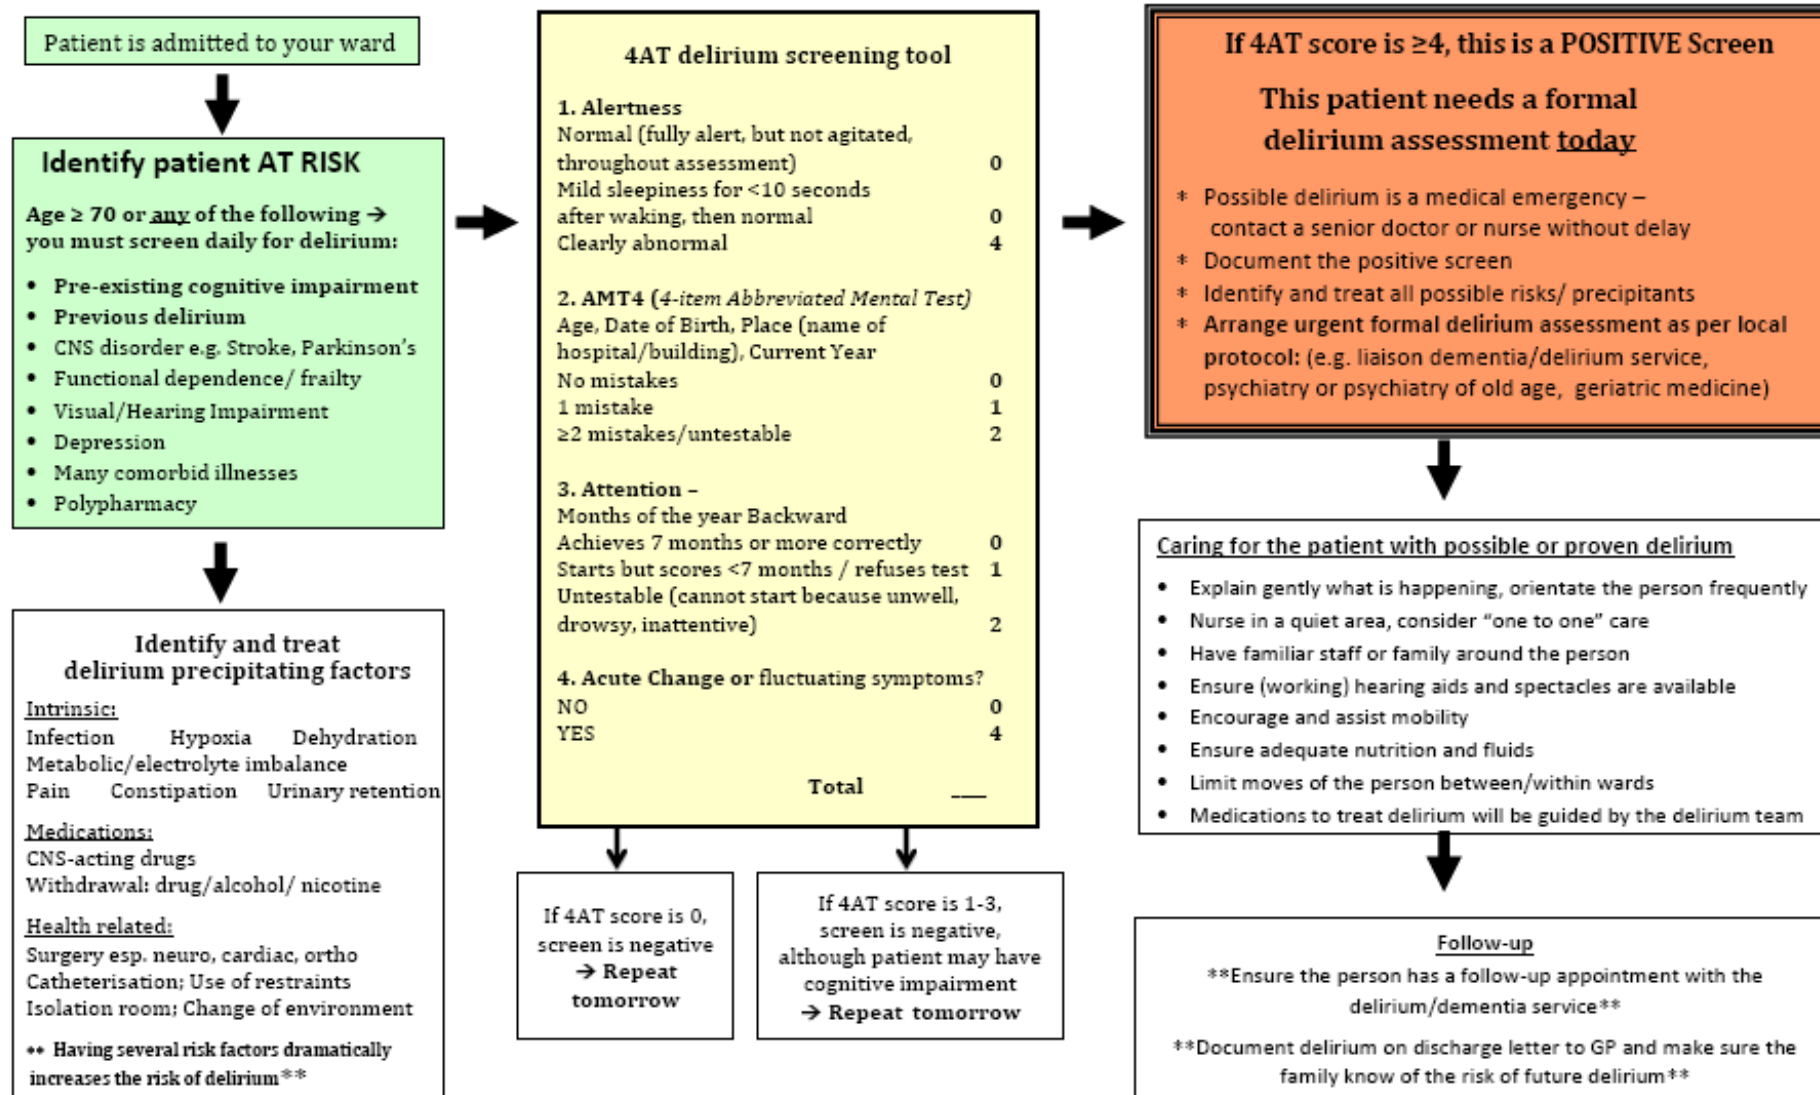 Patient is admitted to your ward
Identify patient AT RISK
Age ≥ 70 or any of the following →
you must screen daily for delirium:
• Pre-existing cognitive impairment
• Previous delirium
• CNS disorder e.g. Stroke, Parkinson's
• Functional dependence/ frailty
• Visual/Hearing Impairment
• Depression
• Many comorbid illnesses
• Polypharmacy
Identify and treat
delirium precipitating factors
Intrinsic:
Infection Hypoxia Dehydration
Metabolic/electrolyte imbalance
Pain Constipation Urinary retention
Medications:
CNS-acting drugs
Withdrawal: drug/alcohol/ nicotine
Health related:
Surgery esp. neuro, cardiac, ortho
Catheterisation; Use of restraints
Isolation room; Change of environment
** Having several risk factors dramatically
increases the risk of delirium**
4AT delirium screening tool
1. Alertness
Normal (fully alert, but not agitated,
throughout assessment) 0
Mild sleepiness for <10 seconds
after waking, then normal 0
Clearly abnormal 4
2. AMT4 (4-item Abbreviated Mental Test)
Age, Date of Birth, Place (name of
hospital/building), Current Year
No mistakes 0
1 mistake 1
≥2 mistakes/untestable 2
3. Attention –
Months of the year Backward
Achieves 7 months or more correctly 0
Starts but scores <7 months / refuses test 1
Untestable (cannot start because unwell,
drowsy, inattentive) 2
4. Acute Change or fluctuating symptoms?
NO 0
YES 4
Total ___
If 4AT score is 0,
screen is negative
→ Repeat
tomorrow
If 4AT score is 1-3,
screen is negative,
although patient may have
cognitive impairment
→ Repeat tomorrow
If 4AT score is ≥4, this is a POSITIVE Screen
This patient needs a formal
delirium assessment today
* Possible delirium is a medical emergency –
contact a senior doctor or nurse without delay
* Document the positive screen
* Identify and treat all possible risks/ precipitants
* Arrange urgent formal delirium assessment as per local
protocol: (e.g. liaison dementia/delirium service,
psychiatry or psychiatry of old age, geriatric medicine)
Caring for the patient with possible or proven delirium
• Explain gently what is happening, orientate the person frequently
• Nurse in a quiet area, consider "one to one" care
• Have familiar staff or family around the person
• Ensure (working) hearing aids and spectacles are available
• Encourage and assist mobility
• Ensure adequate nutrition and fluids
• Limit moves of the person between/within wards
• Medications to treat delirium will be guided by the delirium team
Follow-up
**Ensure the person has a follow-up appointment with the
delirium/dementia service**
**Document delirium on discharge letter to GP and make sure the
family know of the risk of future delirium**